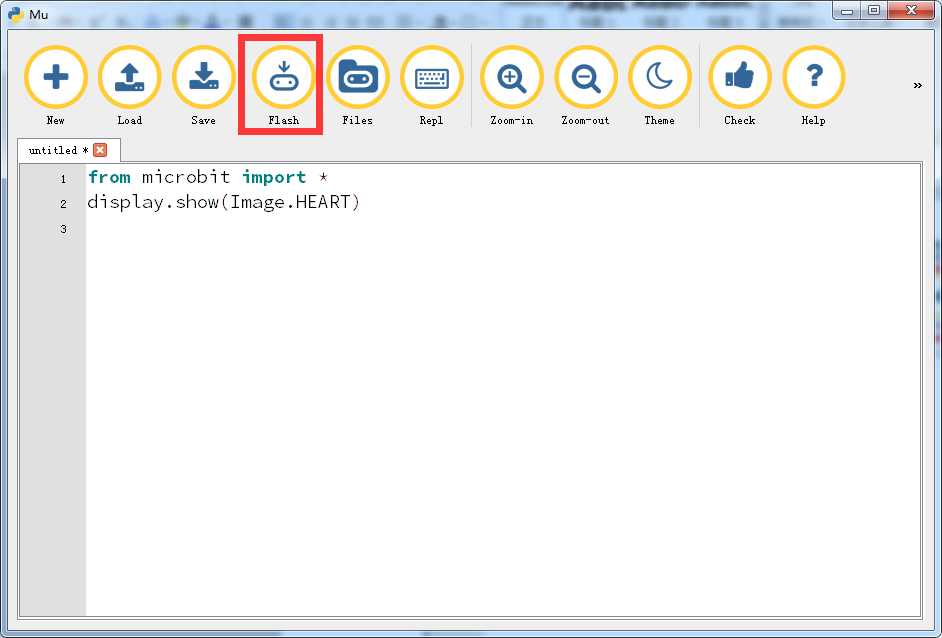 Mu
New Load Save Flash Files Repl Zoom-in Zoom-out Theme Check Help »
untitled *
1 from microbit import *
2 display.show(Image.HEART)
3